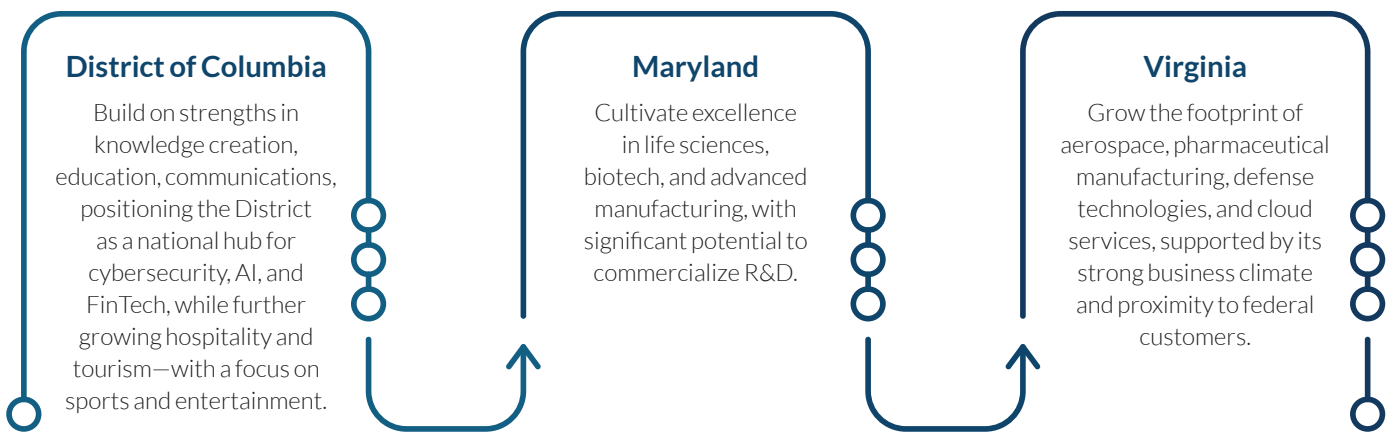 District of Columbia
Build on strengths in
knowledge creation,
education, communications,
positioning the District
as a national hub for
cybersecurity, AI, and
FinTech, while further
growing hospitality and
tourism—with a focus on
sports and entertainment.
Maryland
Cultivate excellence
in life sciences,
biotech, and advanced
manufacturing, with
significant potential to
commercialize R&D.
Virginia
Grow the footprint of
aerospace, pharmaceutical
manufacturing, defense
technologies, and cloud
services, supported by its
strong business climate
and proximity to federal
customers.